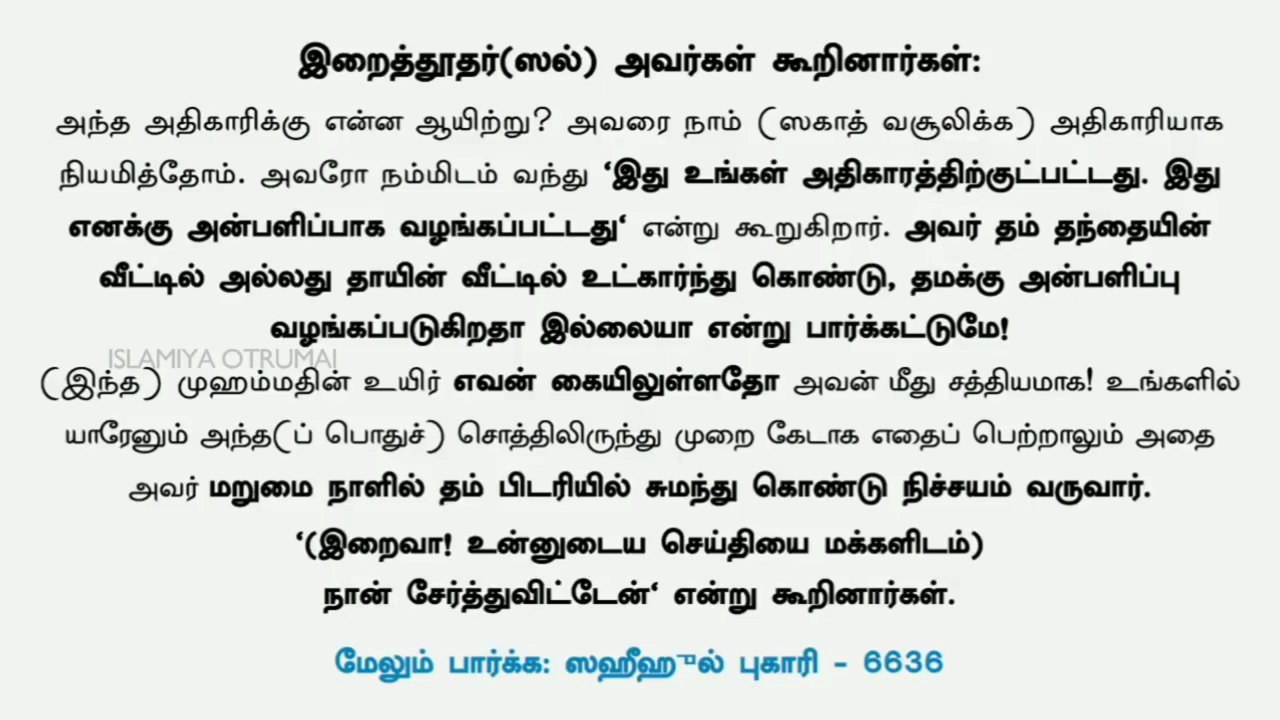 இறைத்தூதர்(ஸல்) அவர்கள் கூறினார்கள்:
அந்த அதிகாரிக்கு என்ன ஆயிற்று? அவரை நாம் (ஸகாத் வசூலிக்க) அதிகாரியாக
நியமித்தோம். அவரோ நம்மிடம் வந்து ‘இது உங்கள் அதிகாரத்திற்குட்பட்டது. இது
எனக்கு அன்பளிப்பாக வழங்கப்பட்டது‘ என்று கூறுகிறார். அவர் தம் தந்தையின்
வீட்டில் அல்லது தாயின் வீட்டில் உட்கார்ந்து கொண்டு, தமக்கு அன்பளிப்பு
வழங்கப்படுகிறதா இல்லையா என்று பார்க்கட்டுமே!
ISLAMIYA OTRUMAI
(இந்த) முஹம்மதின் உயிர் எவன் கையிலுள்ளதோ அவன் மீது சத்தியமாக! உங்களில்
யாரேனும் அந்த(ப் பொதுச்) சொத்திலிருந்து முறை கேடாக எதைப் பெற்றாலும் அதை
அவர் மறுமை நாளில் தம் பிடரியில் சுமந்து கொண்டு நிச்சயம் வருவார்.
‘(இறைவா! உன்னுடைய செய்தியை மக்களிடம்)
நான் சேர்த்துவிட்டேன்‘ என்று கூறினார்கள்.
மேலும் பார்க்க: ஸஹீஹுல் புகாரி - 6636